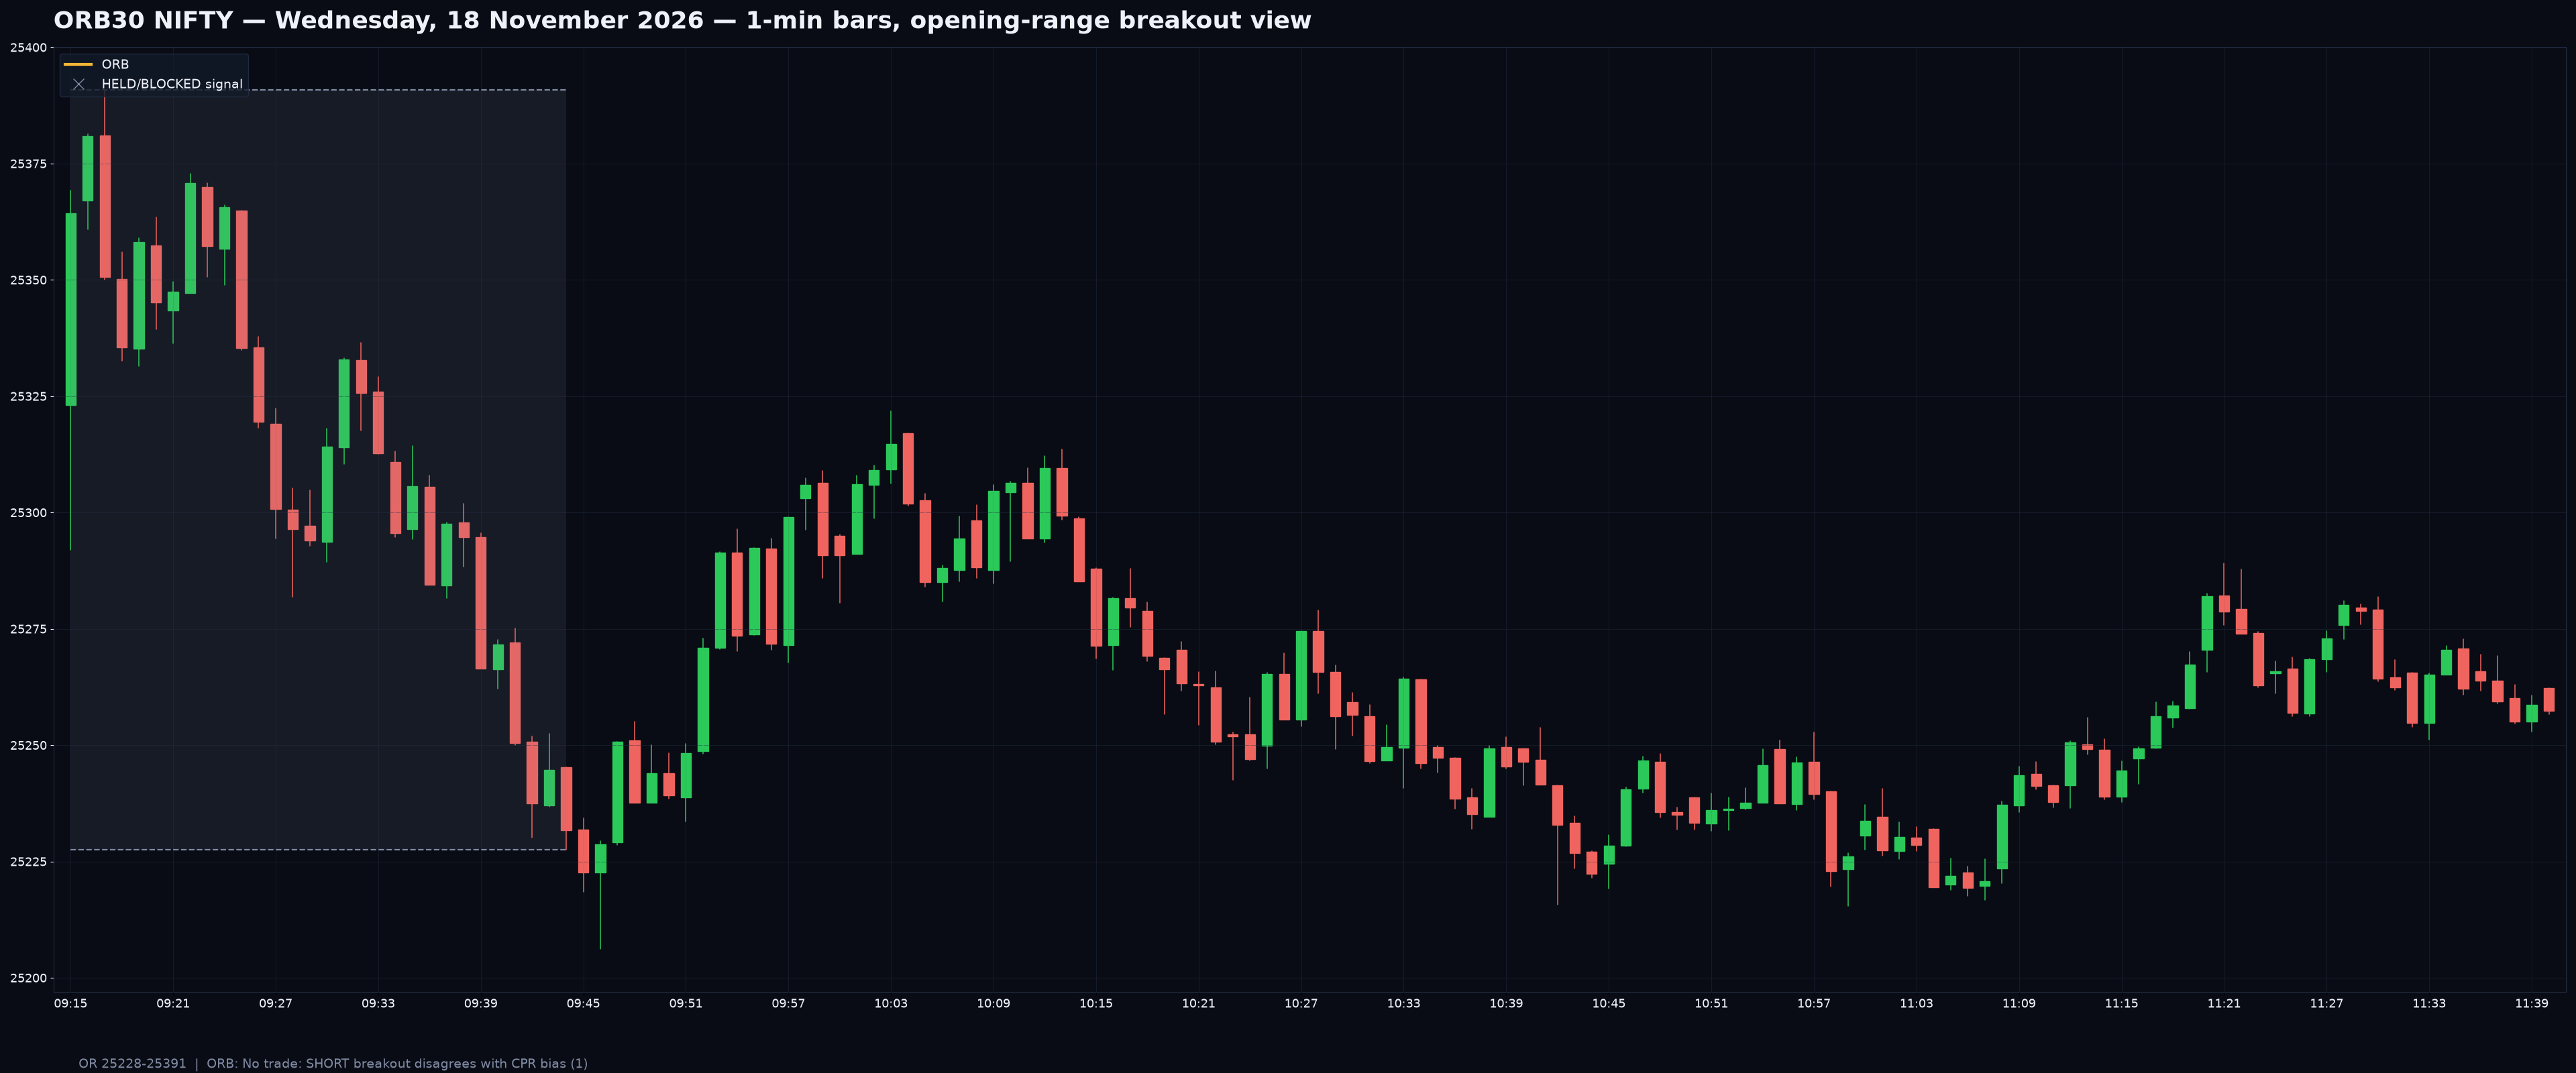 ORB30 NIFTY — Wednesday, 18 November 2026 — 1-min bars, opening-range breakout view
25400
ORB
HELD/BLOCKED signal
25375
25350
25325
25300
25275
25250
25225
25200
09:15 09:21 09:27 09:33 09:39 09:45 09:51 09:57 10:03 10:09 10:15 10:21 10:27 10:33 10:39 10:45 10:51 10:57 11:03 11:09 11:15 11:21 11:27 11:33 11:39
OR 25228-25391 | ORB: No trade: SHORT breakout disagrees with CPR bias (1)